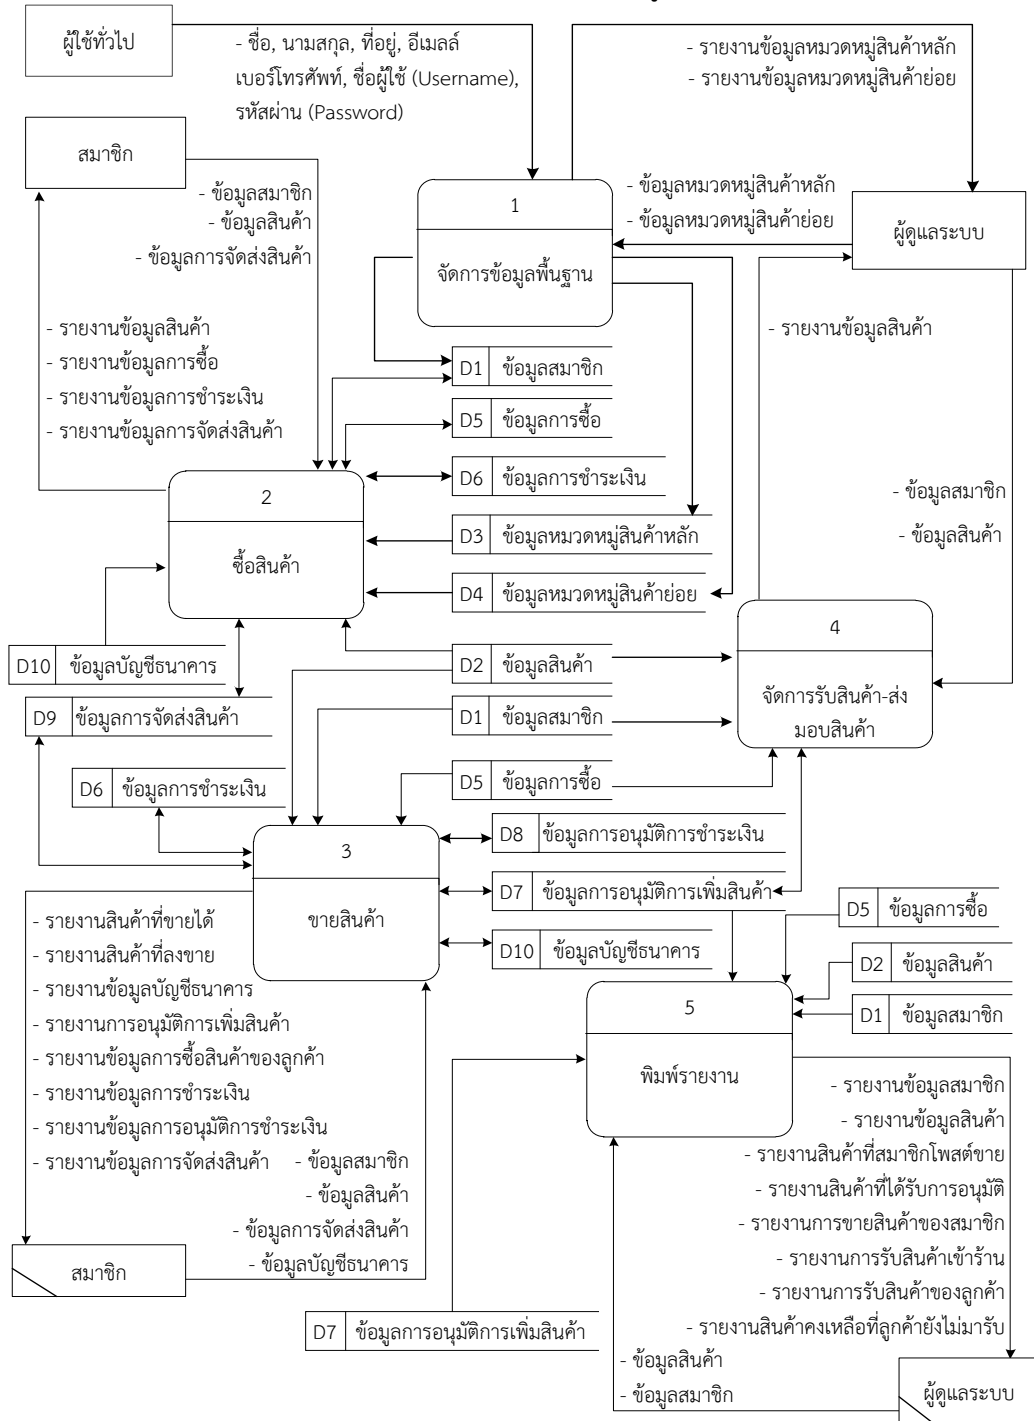 ผู้ใช้ทั่วไป
- ชื่อ, นามสกุล, ที่อยู่, อีเมลล์
เบอร์โทรศัพท์, ชื่อผู้ใช้ (Username),
รหัสผ่าน (Password)
- รายงานข้อมูลหมวดหมู่สินค้าหลัก
- รายงานข้อมูลหมวดหมู่สินค้าย่อย
สมาชิก
- ข้อมูลสมาชิก
- ข้อมูลสินค้า
- ข้อมูลการจัดส่งสินค้า
1
จัดการข้อมูลพื้นฐาน
- ข้อมูลหมวดหมู่สินค้าหลัก
- ข้อมูลหมวดหมู่สินค้าย่อย
ผู้ดูแลระบบ
- รายงานข้อมูลสินค้า
- รายงานข้อมูลการซื้อ
- รายงานข้อมูลการชำระเงิน
- รายงานข้อมูลการจัดส่งสินค้า
- รายงานข้อมูลสินค้า
D1 ข้อมูลสมาชิก
D5 ข้อมูลการซื้อ
D6 ข้อมูลการชำระเงิน
D3 ข้อมูลหมวดหมู่สินค้าหลัก
D4 ข้อมูลหมวดหมู่สินค้าย่อย
2
ซื้อสินค้า
- ข้อมูลสมาชิก
- ข้อมูลสินค้า
4
จัดการรับสินค้า-ส่ง
มอบสินค้า
D10 ข้อมูลบัญชีธนาคาร
D9 ข้อมูลการจัดส่งสินค้า
D6 ข้อมูลการชำระเงิน
D2 ข้อมูลสินค้า
D1 ข้อมูลสมาชิก
D5 ข้อมูลการซื้อ
3
ขายสินค้า
D8 ข้อมูลการอนุมัติการชำระเงิน
D7 ข้อมูลการอนุมัติการเพิ่มสินค้า
D10 ข้อมูลบัญชีธนาคาร
D5 ข้อมูลการซื้อ
D2 ข้อมูลสินค้า
D1 ข้อมูลสมาชิก
- รายงานสินค้าที่ขายได้
- รายงานสินค้าที่ลงขาย
- รายงานข้อมูลบัญชีธนาคาร
- รายงานการอนุมัติการเพิ่มสินค้า
- รายงานข้อมูลการซื้อสินค้าของลูกค้า
- รายงานข้อมูลการชำระเงิน
- รายงานข้อมูลการอนุมัติการชำระเงิน
- รายงานข้อมูลการจัดส่งสินค้า
- ข้อมูลสมาชิก
- ข้อมูลสินค้า
- ข้อมูลการจัดส่งสินค้า
- ข้อมูลบัญชีธนาคาร
สมาชิก
5
พิมพ์รายงาน
- รายงานข้อมูลสมาชิก
- รายงานข้อมูลสินค้า
- รายงานสินค้าที่สมาชิกโพสต์ขาย
- รายงานสินค้าที่ได้รับการอนุมัติ
- รายงานการขายสินค้าของสมาชิก
- รายงานการรับสินค้าเข้าร้าน
- รายงานการรับสินค้าของลูกค้า
- รายงานสินค้าคงเหลือที่ลูกค้ายังไม่มารับ
D7 ข้อมูลการอนุมัติการเพิ่มสินค้า
- ข้อมูลสินค้า
- ข้อมูลสมาชิก
ผู้ดูแลระบบ